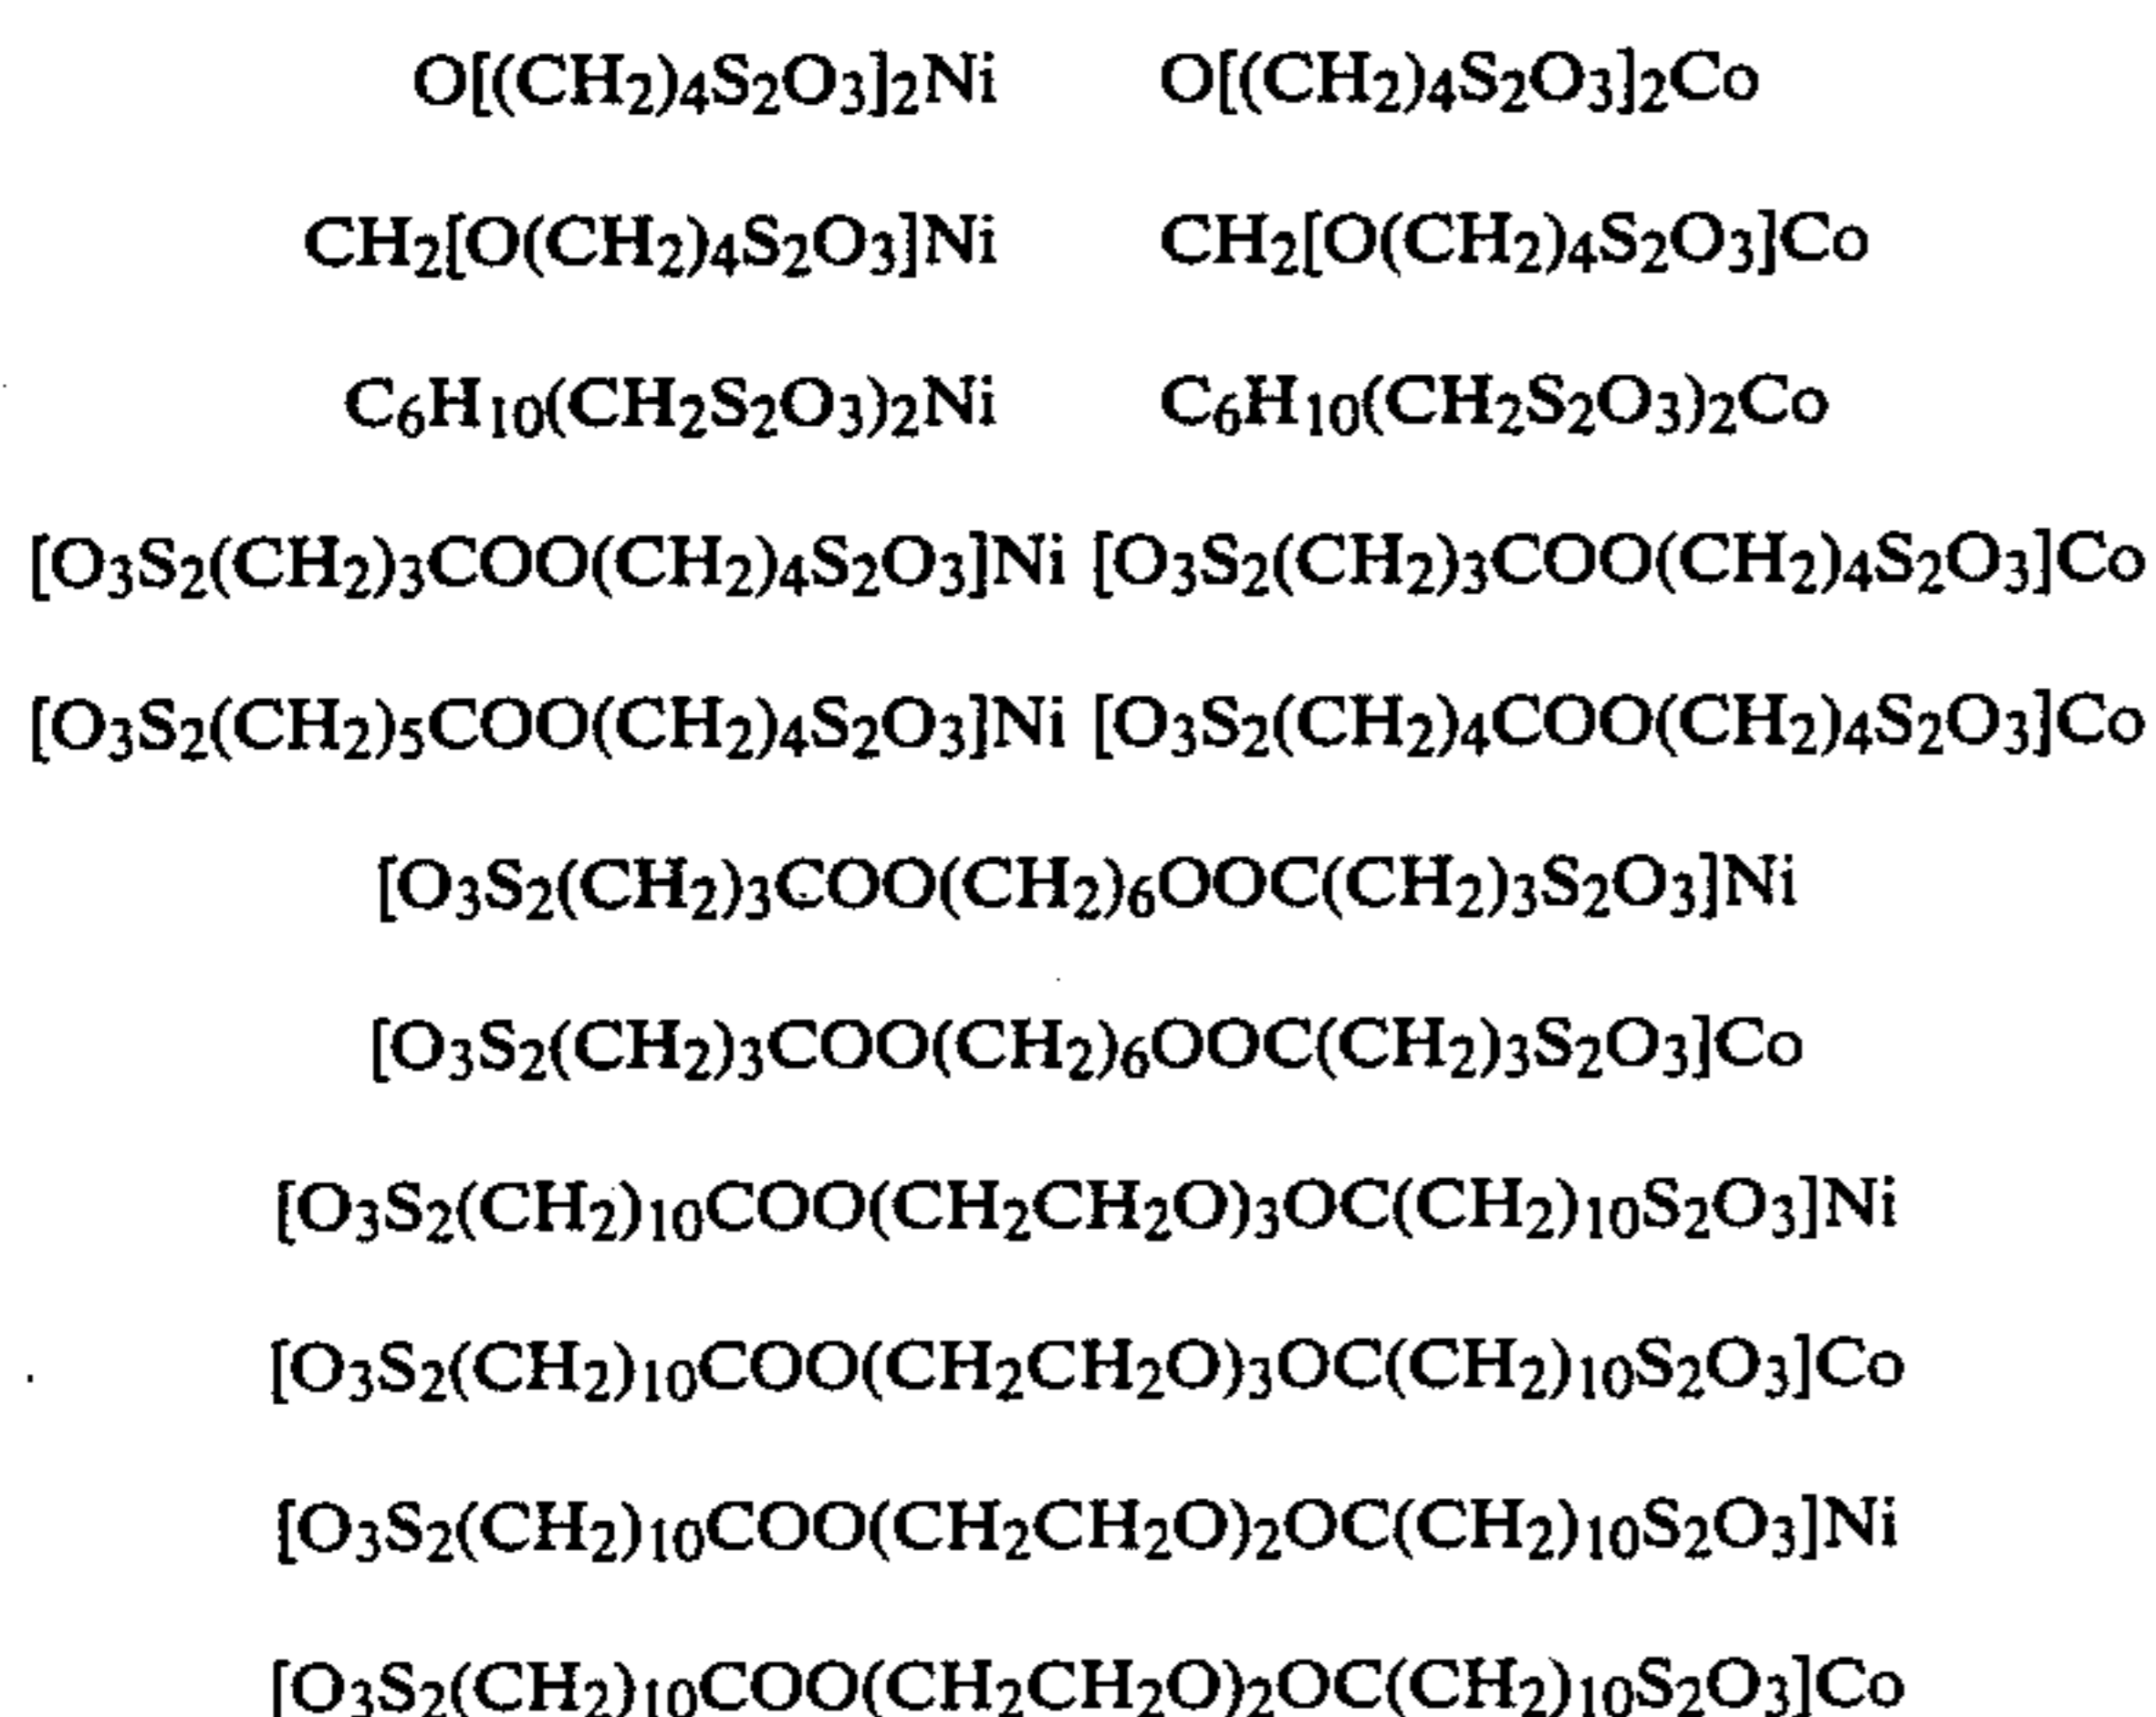 O[(CH2)4S2O3]2Ni O[(CH2)4S2O3]2Co
CH2[O(CH2)4S2O3]Ni CH2[O(CH2)4S2O3]Co
C6H10(CH2S2O3)2Ni C6H10(CH2S2O3)2Co
[O3S2(CH2)3COO(CH2)4S2O3]Ni [O3S2(CH2)3COO(CH2)4S2O3]Co
[O3S2(CH2)5COO(CH2)4S2O3]Ni [O3S2(CH2)4COO(CH2)4S2O3]Co
[O3S2(CH2)3COO(CH2)6OOC(CH2)3S2O3]Ni
[O3S2(CH2)3COO(CH2)6OOC(CH2)3S2O3]Co
[O3S2(CH2)10COO(CH2CH2O)3OC(CH2)10S2O3]Ni
[O3S2(CH2)10COO(CH2CH2O)3OC(CH2)10S2O3]Co
[O3S2(CH2)10COO(CH2CH2O)2OC(CH2)10S2O3]Ni
[O3S2(CH2)10COO(CH2CH2O)2OC(CH2)10S2O3]Co